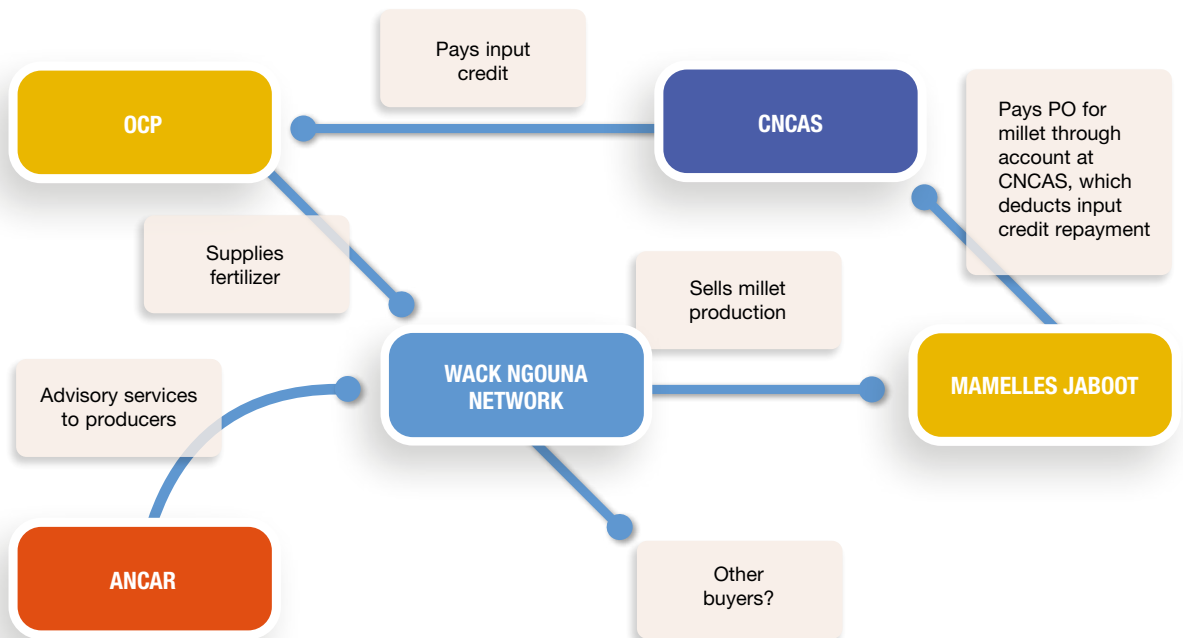 Pays input
credit
OCP
CNCAS
Pays PO for
millet through
account at
CNCAS, which
deducts input
credit repayment
Supplies
fertilizer
Sells millet
production
WACK NGOUNA
NETWORK
MAMELLES JABOOT
Advisory services
to producers
ANCAR
Other
buyers?